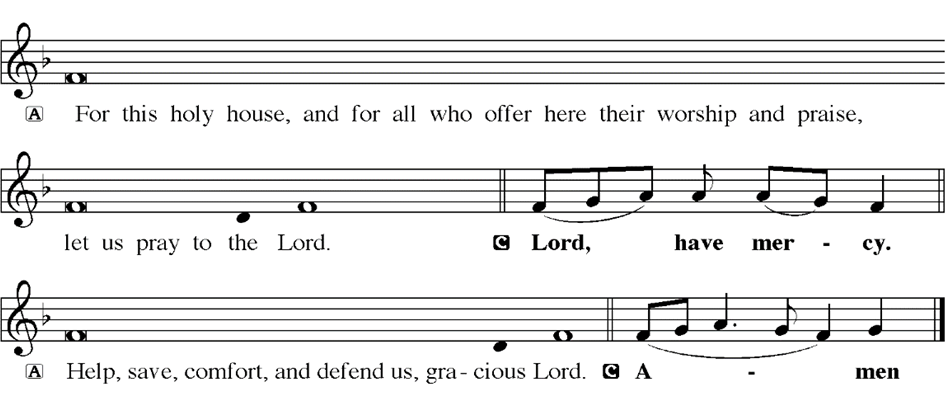 A For this holy house, and for all who offer here their worship and praise,
let us pray to the Lord. C Lord, have mer - cy.
A Help, save, comfort, and defend us, gra - cious Lord. C A - men